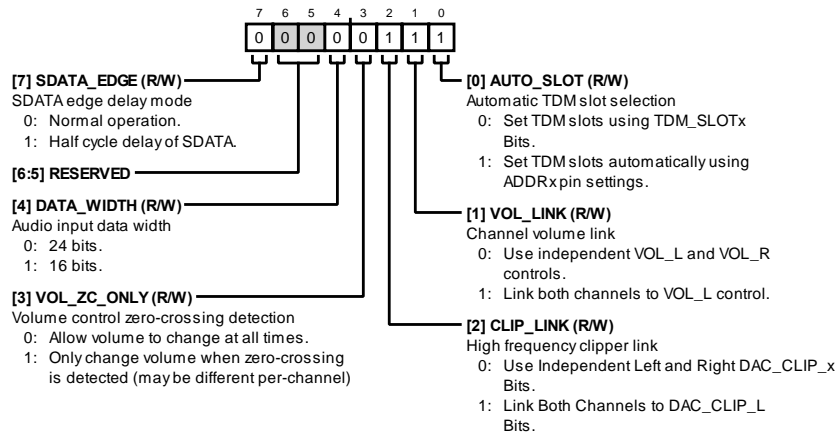 7 6 5 4 3 2 1 0
0 0 0 0 0 1 1 1
[7] SDATA_EDGE (R/W)
SDATA edge delay mode
0: Normal operation.
1: Half cycle delay of SDATA.
[6:5] RESERVED
[4] DATA_WIDTH (R/W)
Audio input data width
0: 24 bits.
1: 16 bits.
[3] VOL_ZC_ONLY (R/W)
Volume control zero-crossing detection
0: Allow volume to change at all times.
1: Only change volume when zero-crossing
is detected (may be different per-channel)
[0] AUTO_SLOT (R/W)
Automatic TDM slot selection
0: Set TDM slots using TDM_SLOTx
Bits.
1: Set TDM slots automatically using
ADDRx pin settings.
[1] VOL_LINK (R/W)
Channel volume link
0: Use independent VOL_L and VOL_R
controls.
1: Link both channels to VOL_L control.
[2] CLIP_LINK (R/W)
High frequency clipper link
0: Use Independent Left and Right DAC_CLIP_x
Bits.
1: Link Both Channels to DAC_CLIP_L
Bits.